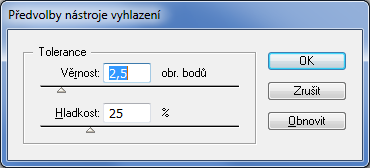 Předvolby nástroje vyhlazení
Tolerance
Věrnost: 2,5 obr. bodů
Hladkost: 25 %
OK
Zrušit
Obnovit